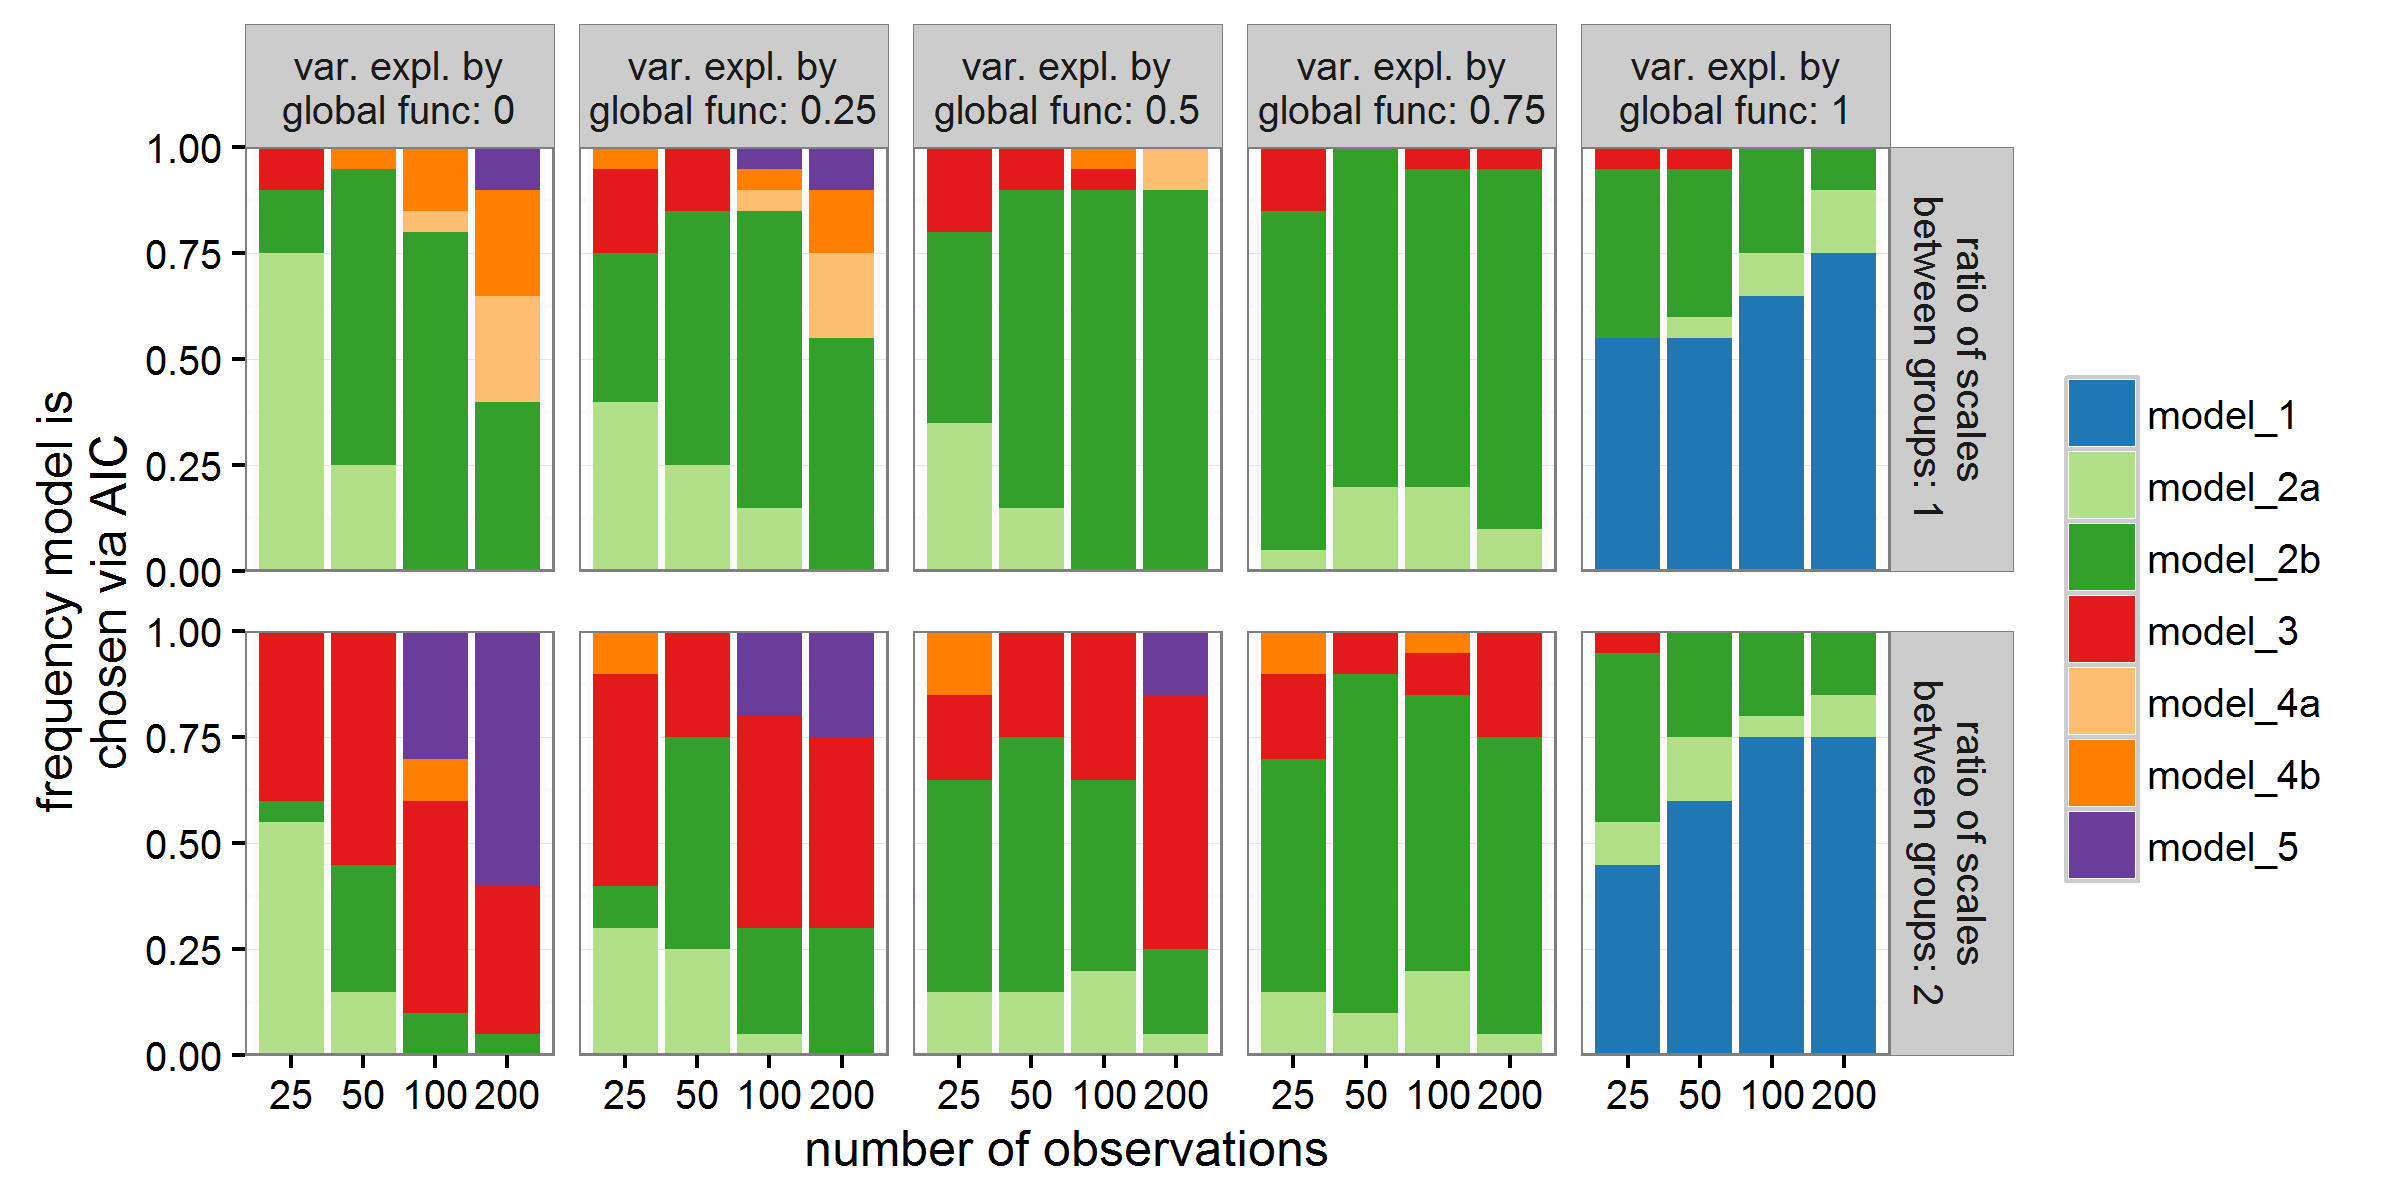 var. expl. by
global func: 0
var. expl. by
global func: 0.25
var. expl. by
global func: 0.5
var. expl. by
global func: 0.75
var. expl. by
global func: 1
frequency model is
chosen via AIC
1.00
0.75
0.50
0.25
0.00
ratio of scales
between groups: 1
1.00
0.75
0.50
0.25
0.00
ratio of scales
between groups: 2
25 50 100 200
25 50 100 200
25 50 100 200
25 50 100 200
25 50 100 200
number of observations
model_1
model_2a
model_2b
model_3
model_4a
model_4b
model_5